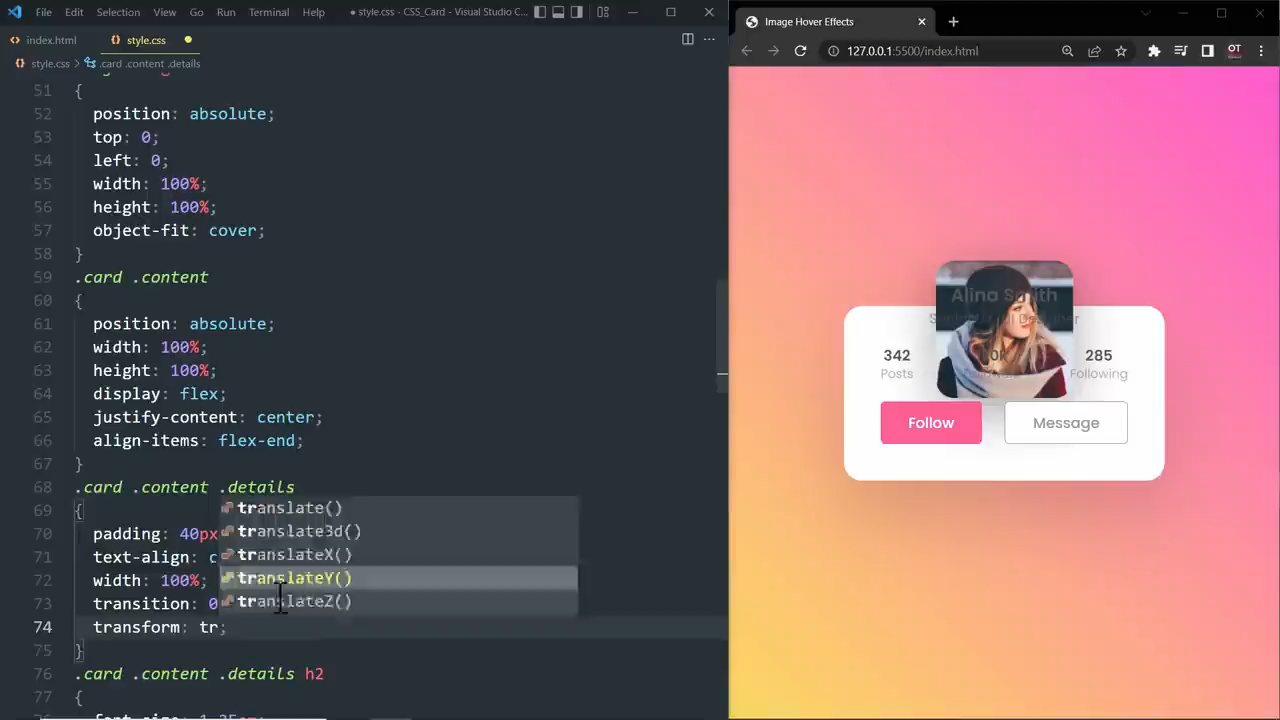 File Edit Selection View Go Run Terminal Help ● style.css - CSS_Card - Visual Studio C...
index.html
style.css
style.css > .card .content .details
51 {
52 position: absolute;
53 top: 0;
54 left: 0;
55 width: 100%;
56 height: 100%;
57 object-fit: cover;
58 }
59 .card .content
60 {
61 position: absolute;
62 width: 100%;
63 height: 100%;
64 display: flex;
65 justify-content: center;
66 align-items: flex-end;
67 }
68 .card .content .details
69 {
70 padding: 40px
71 text-align: c
72 width: 100%;
73 transition: 0
74 transform: tr;
75 }
76 .card .content .details h2
77 {
translate()
translate3d()
translateX()
translateY()
translateZ()
Image Hover Effects
127.0.0.1:5500/index.html
OT
Alina Smith
342
Posts
285
Following
Follow
Message